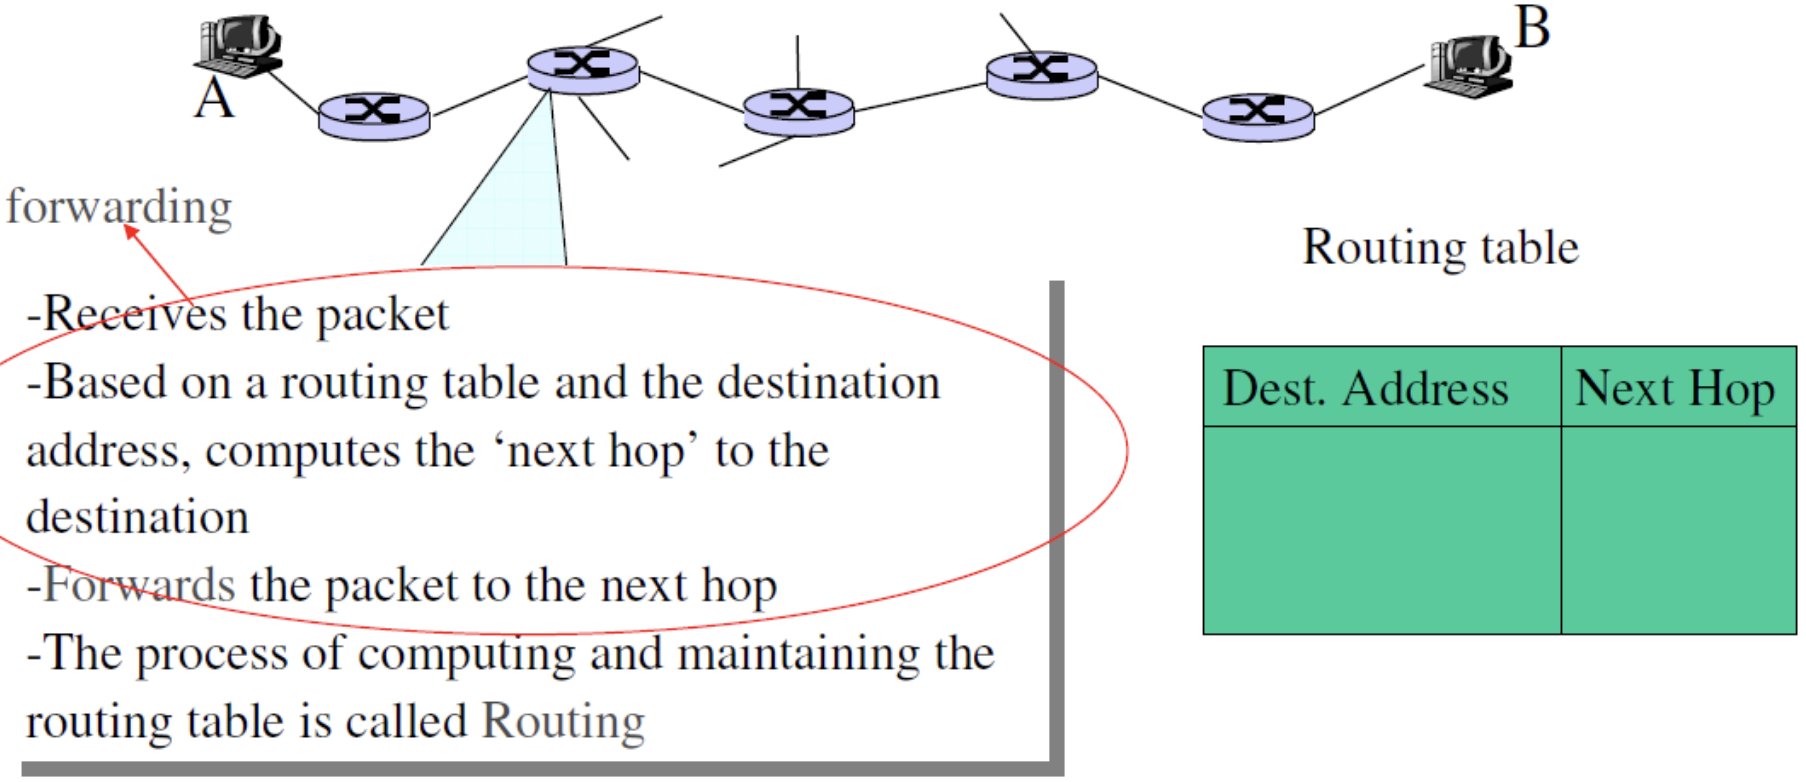 B
A
forwarding
Routing table
-Receives the packet
-Based on a routing table and the destination
address, computes the ‘next hop’ to the
destination
-Forwards the packet to the next hop
-The process of computing and maintaining the
routing table is called Routing
Dest. Address Next Hop